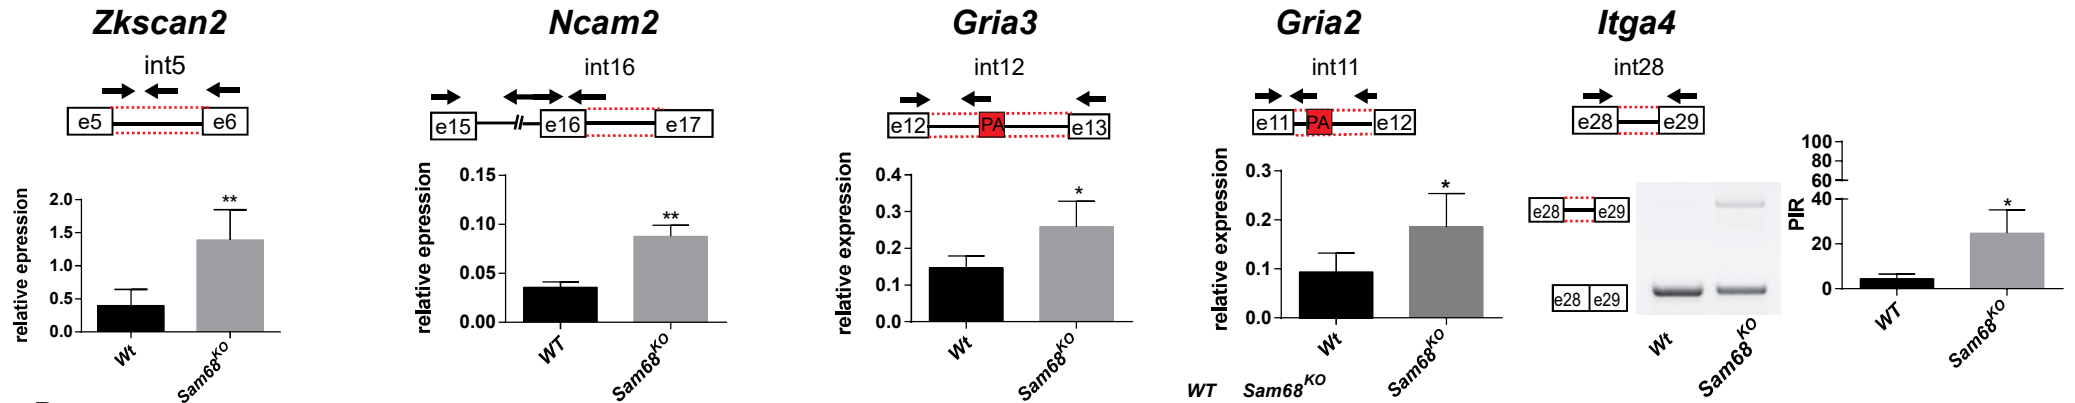 Zkscan2
int5
e5 e6
relative epression
2.0
1.5
1.0
0.5
0.0
**
Wt
Sam68KO
Ncam2
int16
e15 e16 e17
relative epression
0.15
0.10
0.05
0.00
**
WT
Sam68KO
Gria3
int12
e12 PA e13
relative expression
0.4
0.3
0.2
0.1
0.0
*
Wt
Sam68KO
Gria2
int11
e11 PA e12
relative expression
0.3
0.2
0.1
0.0
*
Wt
Sam68KO
WT Sam68KO
Itga4
int28
e28 e29
e28 e29
e28 e29
Wt
Sam68KO
PIR
100
80
60
40
20
0
*
WT
Sam68KO